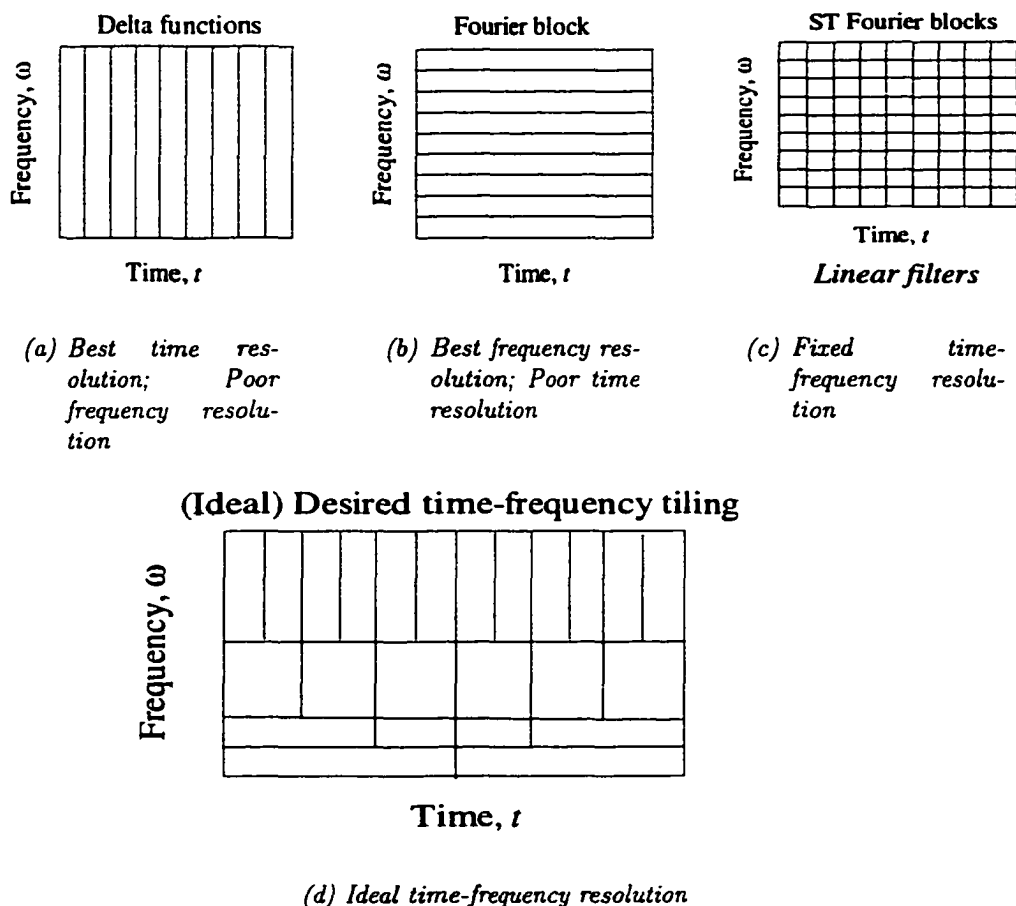 Delta functions
Fourier block
ST Fourier blocks
Frequency, ω
Frequency, ω
Frequency, ω
Time, t
Time, t
Time, t
Linear filters
(a) Best time res-
olution; Poor
frequency resolu-
tion
(b) Best frequency res-
olution; Poor time
resolution
(c) Fixed time-
frequency resolu-
tion
(Ideal) Desired time-frequency tiling
Frequency, ω
Time, t
(d) Ideal time-frequency resolution